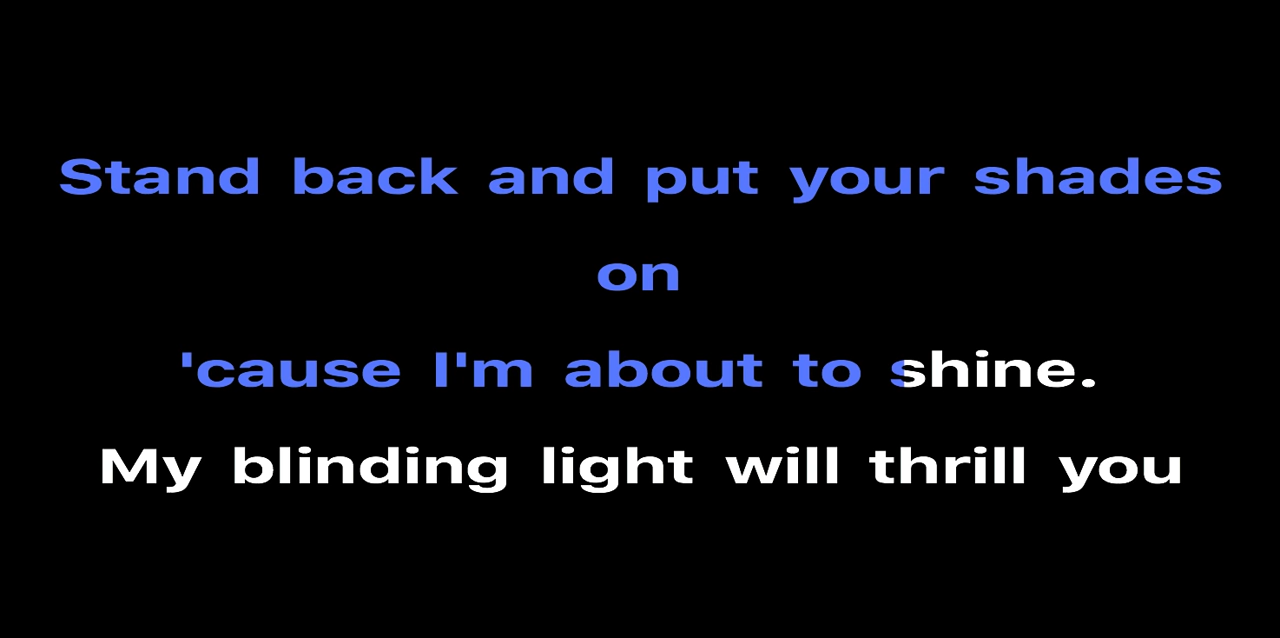 Stand back and put your shades
on
'cause I'm about to shine.
My blinding light will thrill you